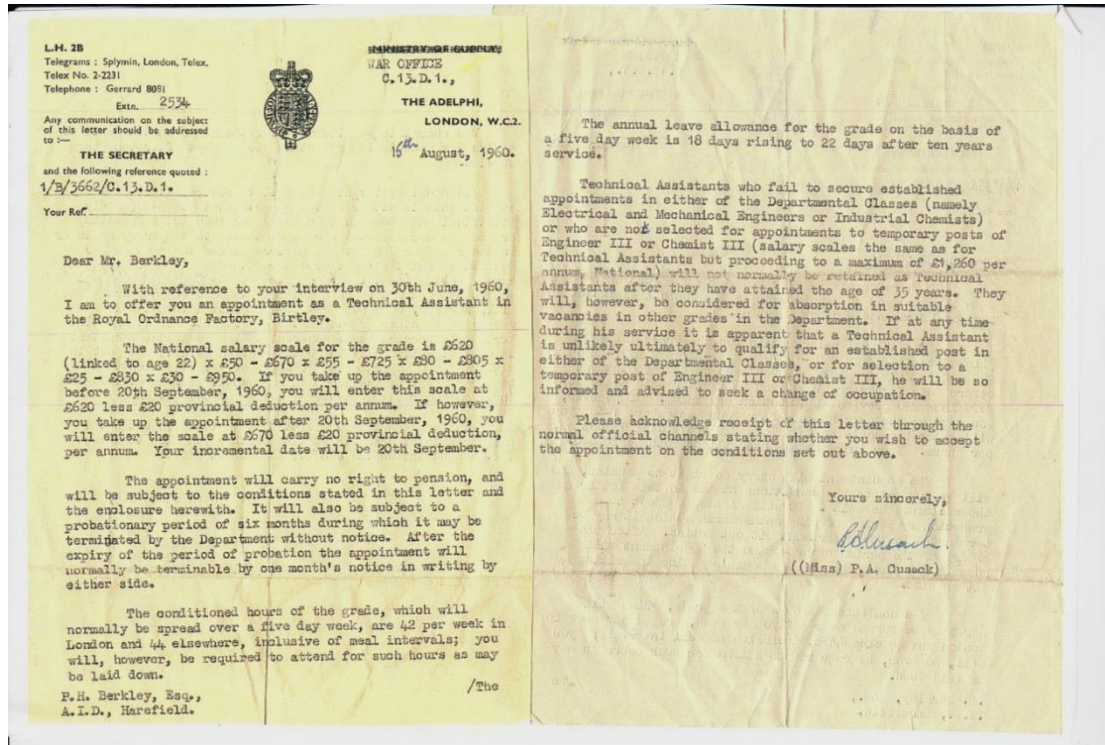 L.H. 2B
Telegrams : Splymin, London, Telex.
Telex No. 2-2231
Telephone : Gerrard 8091
Extn. 2534
Any communication on the subject
of this letter should be addressed
to :—
THE SECRETARY
and the following reference quoted :
1/B/3662/C.13.D.1.
Your Ref.
MINISTRY OF SUPPLY,
WAR OFFICE
C.13.D.1.,
THE ADELPHI,
LONDON, W.C.2.
15th August, 1960.
Dear Mr. Berkley,
With reference to your interview on 30th June, 1960,
I am to offer you an appointment as a Technical Assistant in
the Royal Ordnance Factory, Birtley.
The National salary scale for the grade is £620
(linked to age 22) x £50 - £670 x £55 - £725 x £80 - £805 x
£25 - £830 x £30 - £950. If you take up the appointment
before 20th September, 1960, you will enter this scale at
£620 less £20 provincial deduction per annum. If however,
you take up the appointment after 20th September, 1960, you
will enter the scale at £670 less £20 provincial deduction,
per annum. Your incremental date will be 20th September.
The appointment will carry no right to pension, and
will be subject to the conditions stated in this letter and
the enclosure herewith. It will also be subject to a
probationary period of six months during which it may be
terminated by the Department without notice. After the
expiry of the period of probation the appointment will
normally be terminable by one month's notice in writing by
either side.
The conditioned hours of the grade, which will
normally be spread over a five day week, are 42 per week in
London and 44 elsewhere, inclusive of meal intervals; you
will, however, be required to attend for such hours as may
be laid down.
/The
P.H. Berkley, Esq.,
A.I.D., Harefield.
The annual leave allowance for the grade on the basis of
a five day week is 18 days rising to 22 days after ten years
service.
Technical Assistants who fail to secure established
appointments in either of the Departmental Classes (namely
Electrical and Mechanical Engineers or Industrial Chemists)
or who are not selected for appointments to temporary posts of
Engineer III or Chemist III (salary scales the same as for
Technical Assistants but proceeding to a maximum of £1,260 per
annum, National) will not normally be retained as Technical
Assistants after they have attained the age of 35 years. They
will, however, be considered for absorption in suitable
vacancies in other grades in the Department. If at any time
during his service it is apparent that a Technical Assistant
is unlikely ultimately to qualify for an established post in
either of the Departmental Classes, or for selection to a
temporary post of Engineer III or Chemist III, he will be so
informed and advised to seek a change of occupation.
Please acknowledge receipt of this letter through the
normal official channels stating whether you wish to accept
the appointment on the conditions set out above.
Yours sincerely,
((Miss) P.A. Cusack)